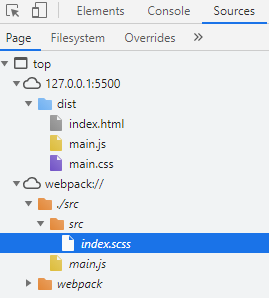 Elements Console Sources
Page Filesystem Overrides »
top
127.0.0.1:5500
dist
index.html
main.js
main.css
webpack://
./src
src
index.scss
main.js
webpack